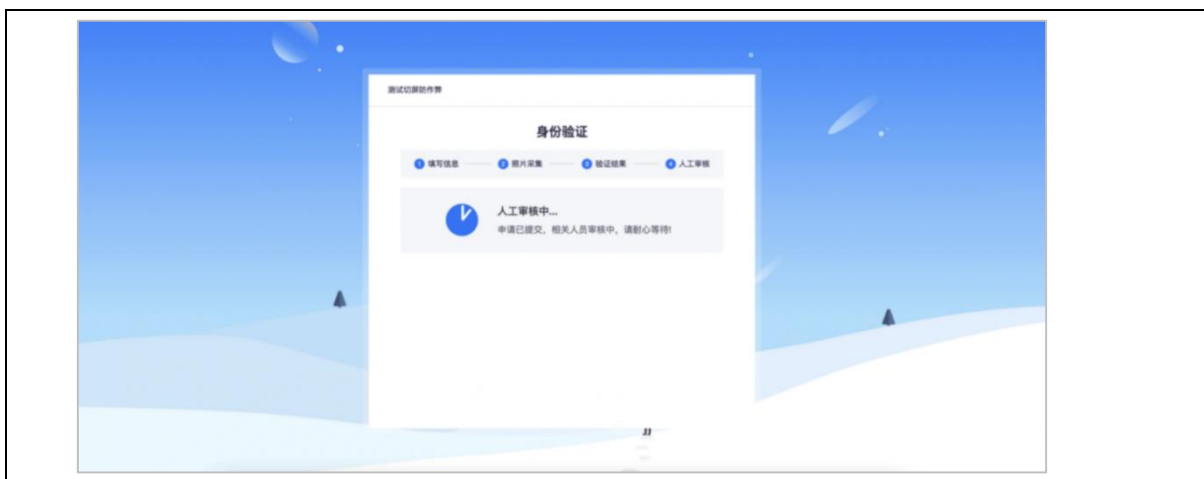 测试切屏防作弊
身份验证
1 填写信息 2 照片采集 3 验证结果 4 人工审核
人工审核中...
申请已提交，相关人员审核中，请耐心等待!